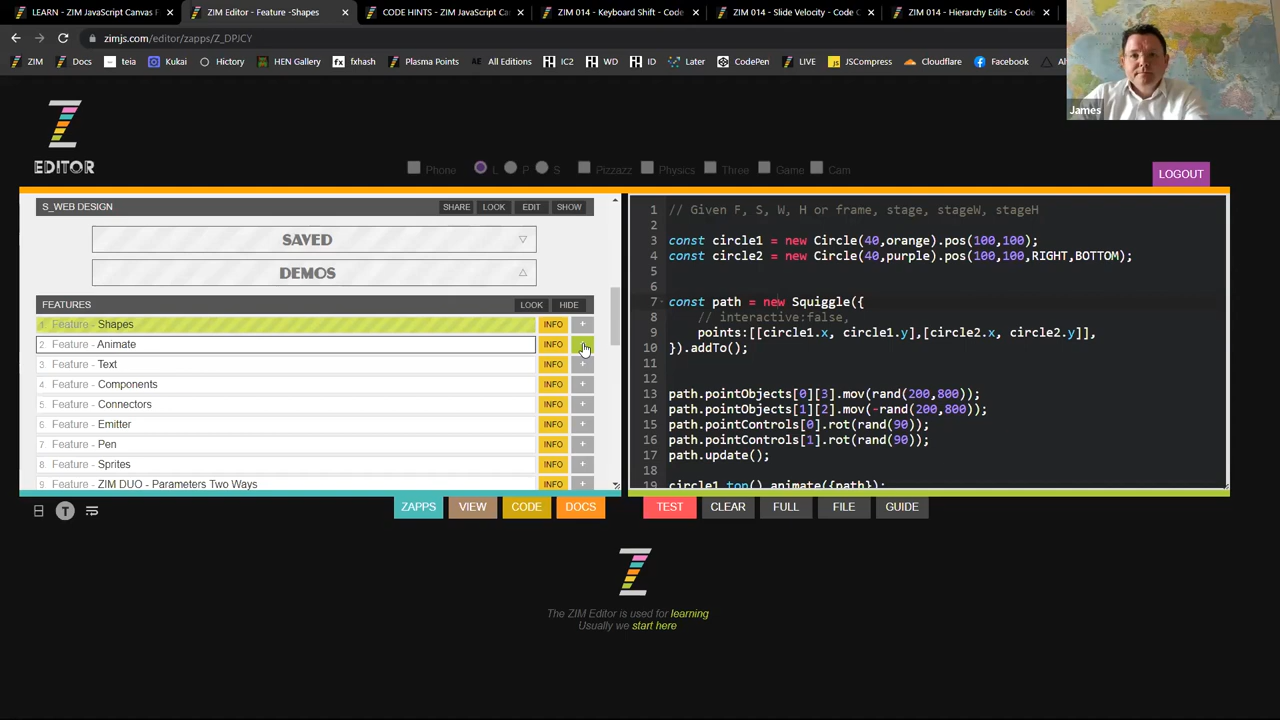 LEARN - ZIM JavaScript Canvas F
ZIM Editor - Feature -Shapes
CODE HINTS - ZIM JavaScript Ca
ZIM 014 - Keyboard Shift - Code
ZIM 014 - Slide Velocity - Code C
ZIM 014 - Hierarchy Edits - Code
zimjs.com/editor/zapps/Z_DPJCY
ZIM
Docs
teia
Kukai
History
HEN Gallery
fxhash
Plasma Points
AE All Editions
IC2
WD
ID
Later
CodePen
LIVE
JSCompress
Cloudflare
Facebook
James
EDITOR
Phone
L
P
S
Pizzazz
Physics
Three
Game
Cam
LOGOUT
S_WEB DESIGN
SHARE
LOOK
EDIT
SHOW
SAVED
DEMOS
FEATURES
LOOK
HIDE
1. Feature - Shapes INFO +
2. Feature - Animate INFO
3. Feature - Text INFO +
4. Feature - Components INFO +
5. Feature - Connectors INFO +
6. Feature - Emitter INFO +
7. Feature - Pen INFO +
8. Feature - Sprites INFO +
9. Feature - ZIM DUO - Parameters Two Ways INFO +
1 // Given F, S, W, H or frame, stage, stageW, stageH
2
3 const circle1 = new Circle(40,orange).pos(100,100);
4 const circle2 = new Circle(40,purple).pos(100,100,RIGHT,BOTTOM);
5
6
7 const path = new Squiggle({
8 // interactive:false,
9 points:[[circle1.x, circle1.y],[circle2.x, circle2.y]],
10 }).addTo();
11
12
13 path.pointObjects[0][3].mov(rand(200,800));
14 path.pointObjects[1][2].mov(-rand(200,800));
15 path.pointControls[0].rot(rand(90));
16 path.pointControls[1].rot(rand(90));
17 path.update();
18
19 circle1.top().animate({path});
T
ZAPPS
VIEW
CODE
DOCS
TEST
CLEAR
FULL
FILE
GUIDE
The ZIM Editor is used for learning
Usually we start here